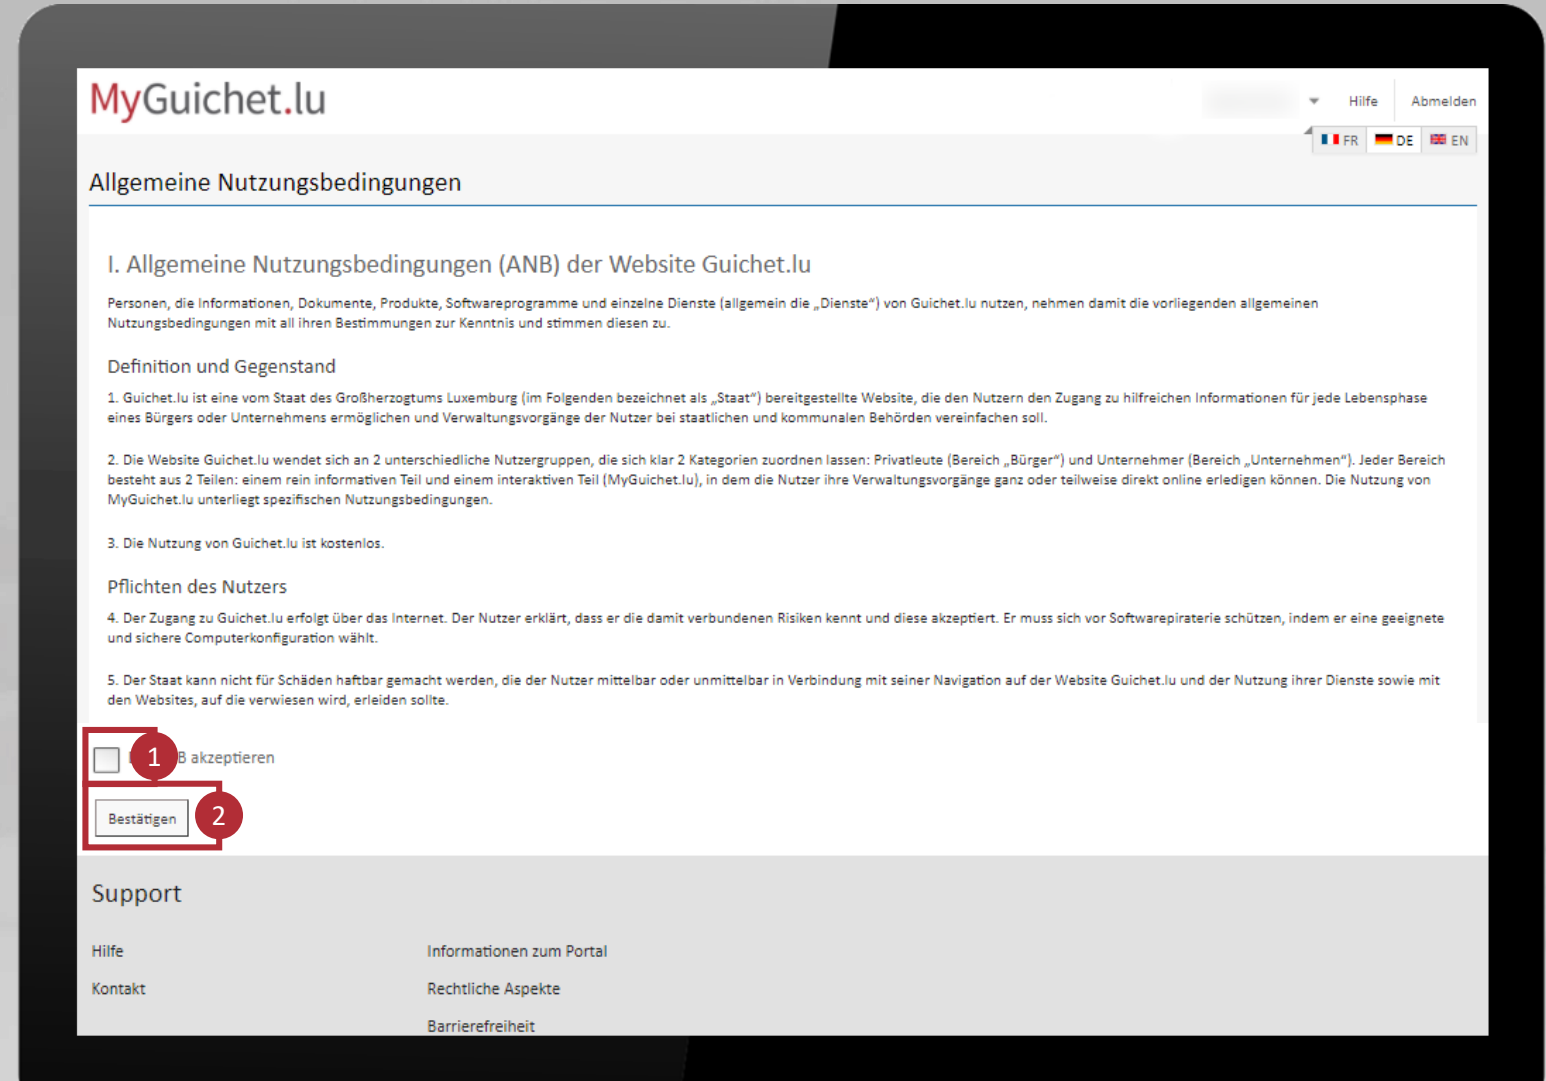 MyGuichet.lu
Hilfe
Abmelden
FR
DE
EN
Allgemeine Nutzungsbedingungen
I. Allgemeine Nutzungsbedingungen (ANB) der Website Guichet.lu
Personen, die Informationen, Dokumente, Produkte, Softwareprogramme und einzelne Dienste (allgemein die „Dienste“) von Guichet.lu nutzen, nehmen damit die vorliegenden allgemeinen
Nutzungsbedingungen mit all ihren Bestimmungen zur Kenntnis und stimmen diesen zu.
Definition und Gegenstand
1. Guichet.lu ist eine vom Staat des Großherzogtums Luxemburg (im Folgenden bezeichnet als „Staat“) bereitgestellte Website, die den Nutzern den Zugang zu hilfreichen Informationen für jede Lebensphase
eines Bürgers oder Unternehmens ermöglichen und Verwaltungsvorgänge der Nutzer bei staatlichen und kommunalen Behörden vereinfachen soll.
2. Die Website Guichet.lu wendet sich an 2 unterschiedliche Nutzergruppen, die sich klar 2 Kategorien zuordnen lassen: Privatleute (Bereich „Bürger“) und Unternehmer (Bereich „Unternehmen“). Jeder Bereich
besteht aus 2 Teilen: einem rein informativen Teil und einem interaktiven Teil (MyGuichet.lu), in dem die Nutzer ihre Verwaltungsvorgänge ganz oder teilweise direkt online erledigen können. Die Nutzung von
MyGuichet.lu unterliegt spezifischen Nutzungsbedingungen.
3. Die Nutzung von Guichet.lu ist kostenlos.
Pflichten des Nutzers
4. Der Zugang zu Guichet.lu erfolgt über das Internet. Der Nutzer erklärt, dass er die damit verbundenen Risiken kennt und diese akzeptiert. Er muss sich vor Softwarepiraterie schützen, indem er eine geeignete
und sichere Computerkonfiguration wählt.
5. Der Staat kann nicht für Schäden haftbar gemacht werden, die der Nutzer mittelbar oder unmittelbar in Verbindung mit seiner Navigation auf der Website Guichet.lu und der Nutzung ihrer Dienste sowie mit
den Websites, auf die verwiesen wird, erleiden sollte.
1 B akzeptieren
Bestätigen 2
Support
Hilfe
Informationen zum Portal
Kontakt
Rechtliche Aspekte
Barrierefreiheit